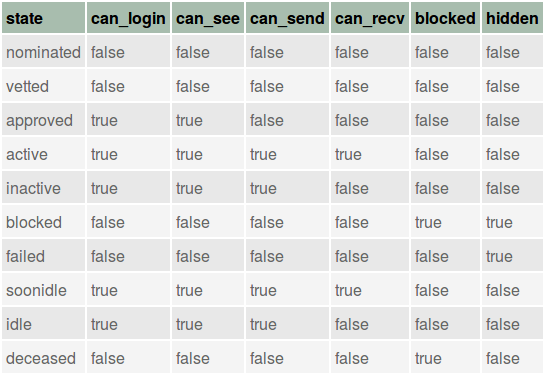 state can_login can_see can_send can_recv blocked hidden
nominated false false false false false false
vetted false false false false false false
approved true true false false false false
active true true true true false false
inactive true true true false false false
blocked false false false false true true
failed false false false false false true
soonidle true true true true false false
idle true true true false false false
deceased false false false false true false